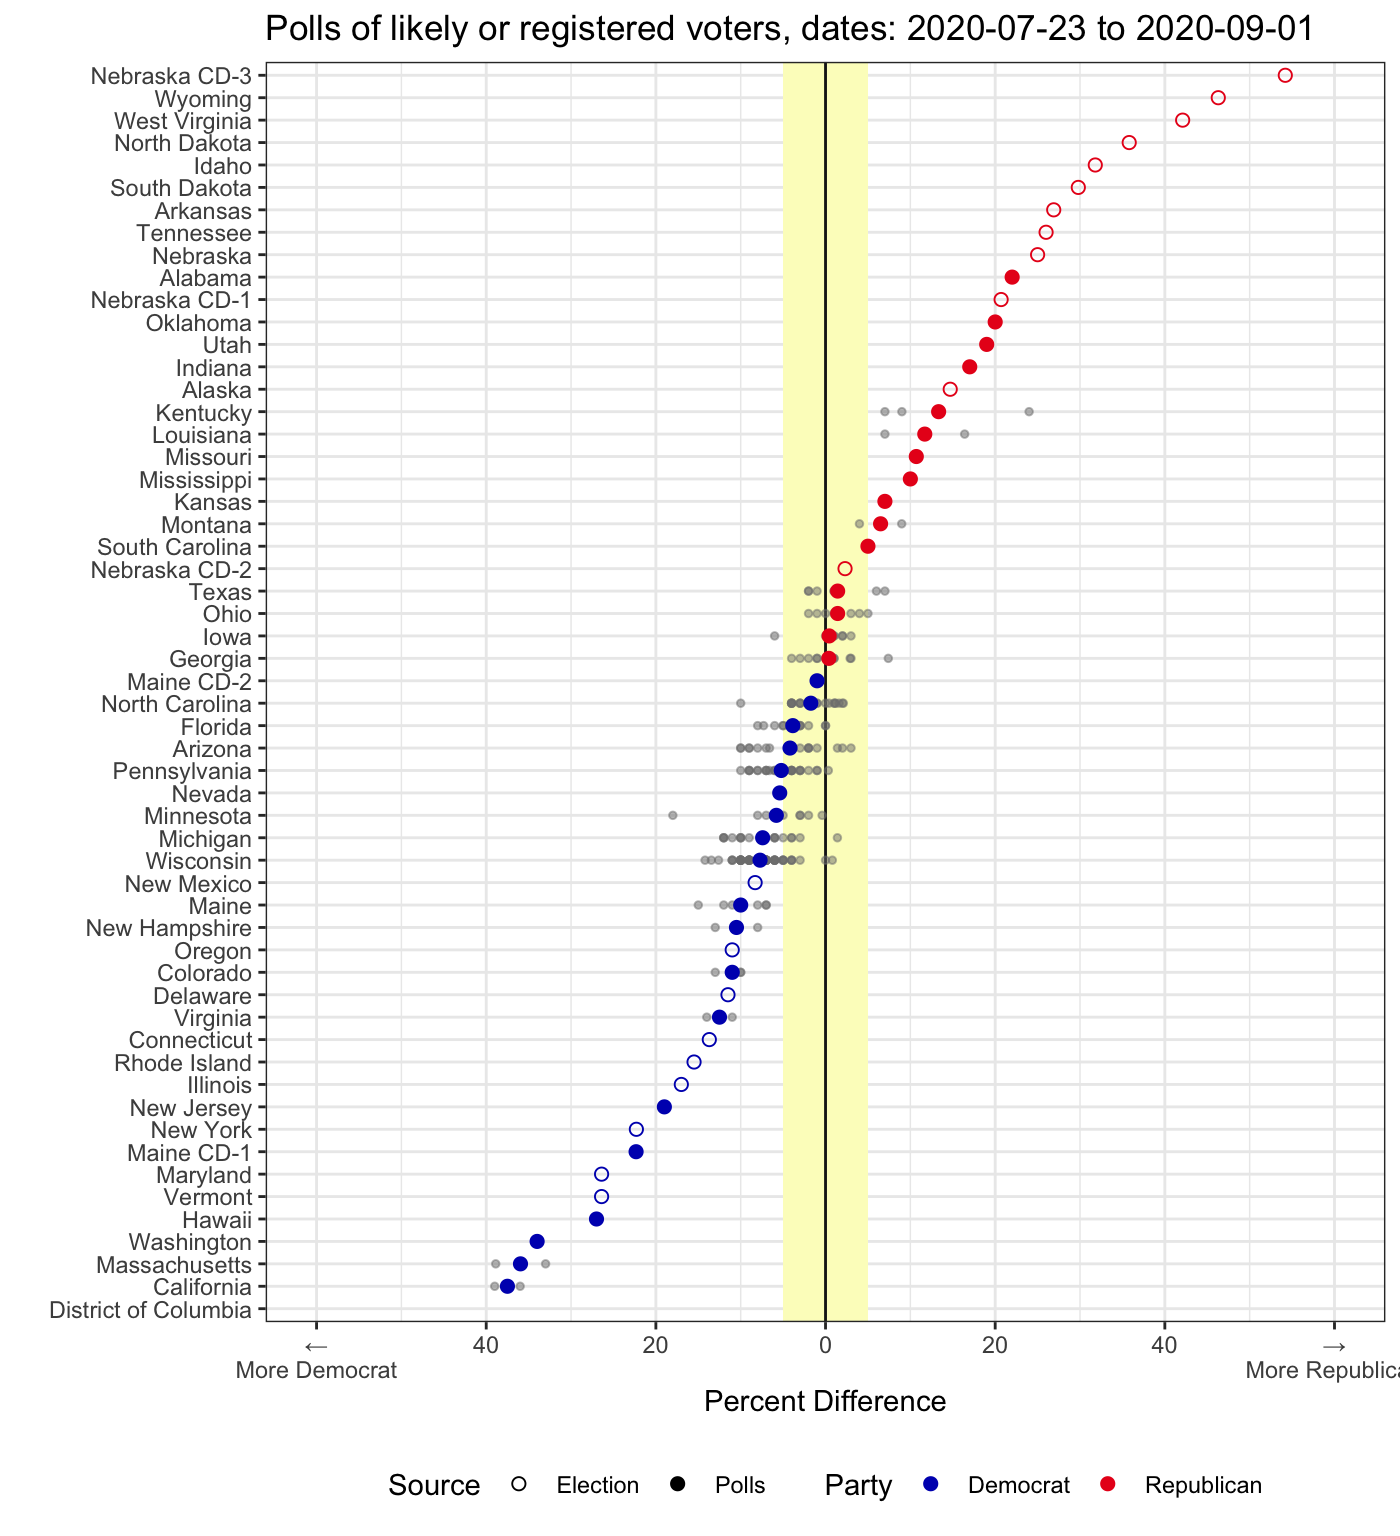 Polls of likely or registered voters, dates: 2020-07-23 to 2020-09-01
Nebraska CD-3
Wyoming
West Virginia
North Dakota
Idaho
South Dakota
Arkansas
Tennessee
Nebraska
Alabama
Nebraska CD-1
Oklahoma
Utah
Indiana
Alaska
Kentucky
Louisiana
Missouri
Mississippi
Kansas
Montana
South Carolina
Nebraska CD-2
Texas
Ohio
Iowa
Georgia
Maine CD-2
North Carolina
Florida
Arizona
Pennsylvania
Nevada
Minnesota
Michigan
Wisconsin
New Mexico
Maine
New Hampshire
Oregon
Colorado
Delaware
Virginia
Connecticut
Rhode Island
Illinois
New Jersey
New York
Maine CD-1
Maryland
Vermont
Hawaii
Washington
Massachusetts
California
District of Columbia
← 40 20 0 20 40 →
More Democrat More Republica
Percent Difference
Source Election Polls Party Democrat Republican